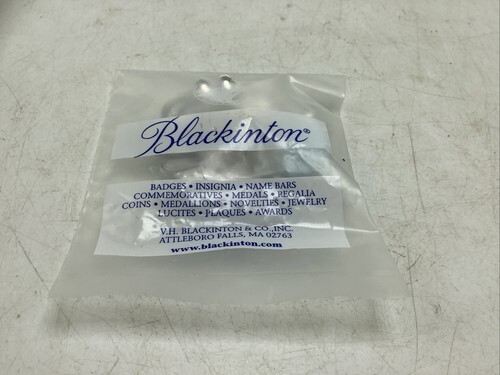 Blackinton®
BADGES • INSIGNIA • NAME BARS
COMMEMORATIVES • MEDALS • REGALIA
COINS • MEDALLIONS • NOVELTIES • JEWELRY
LUCITES • PLAQUES • AWARDS
V.H. BLACKINTON & CO., INC.
ATTLEBORO FALLS, MA 02763
www.blackinton.com